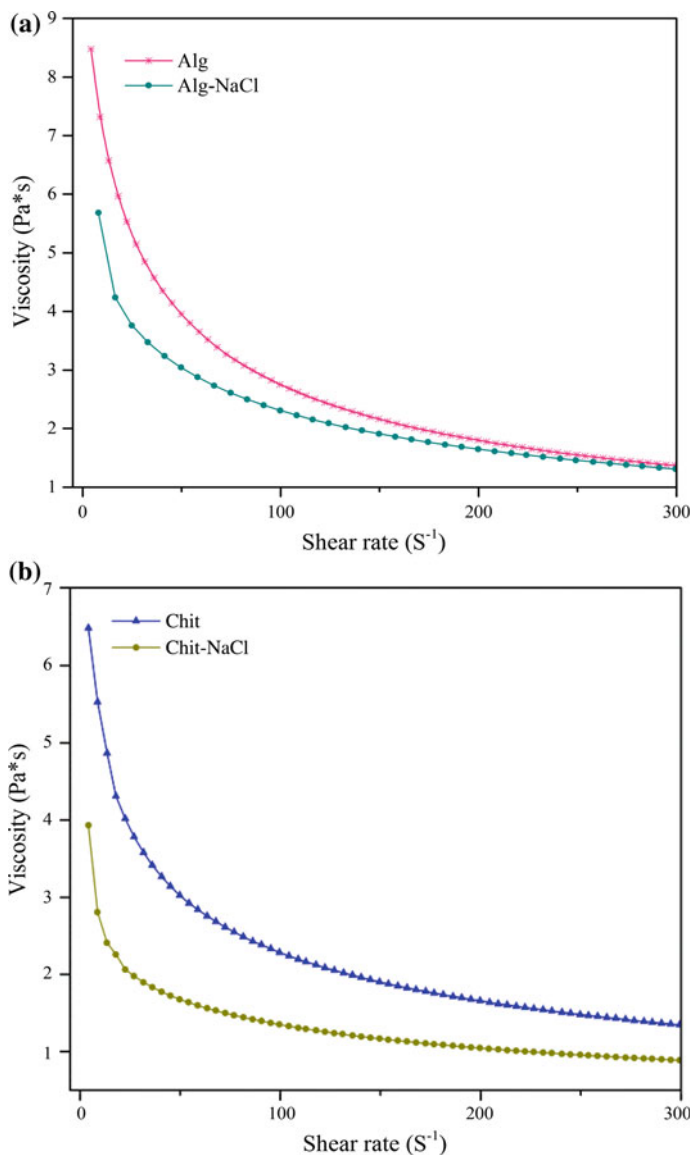 (a)
9
8
7
6
5
4
3
2
1
Viscosity (Pa*s)
Alg
Alg-NaCl
0 100 200 300
Shear rate (S⁻¹)
(b)
7
6
5
4
3
2
1
Viscosity (Pa*s)
Chit
Chit-NaCl
0 100 200 300
Shear rate (S⁻¹)